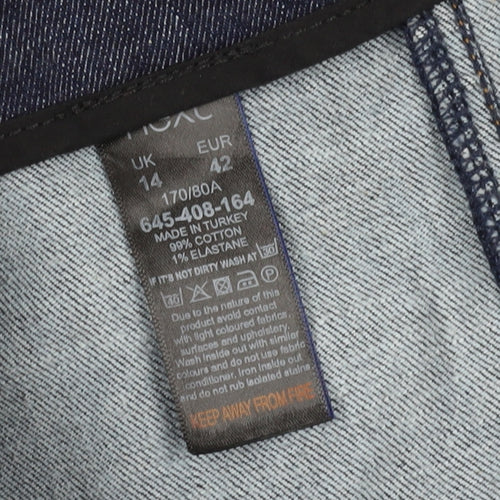 next
UK EUR
14 42
170/80A
645-408-164
MADE IN TURKEY
99% COTTON
1% ELASTANE
IF IT'S NOT DIRTY WASH AT 30
40
Due to the nature of this
product avoid contact
with light coloured fabrics,
surfaces and upholstery.
Wash inside out with similar
colours and do not use fabric
conditioner. Iron inside out
and do not rub isolated stains.
KEEP AWAY FROM FIRE